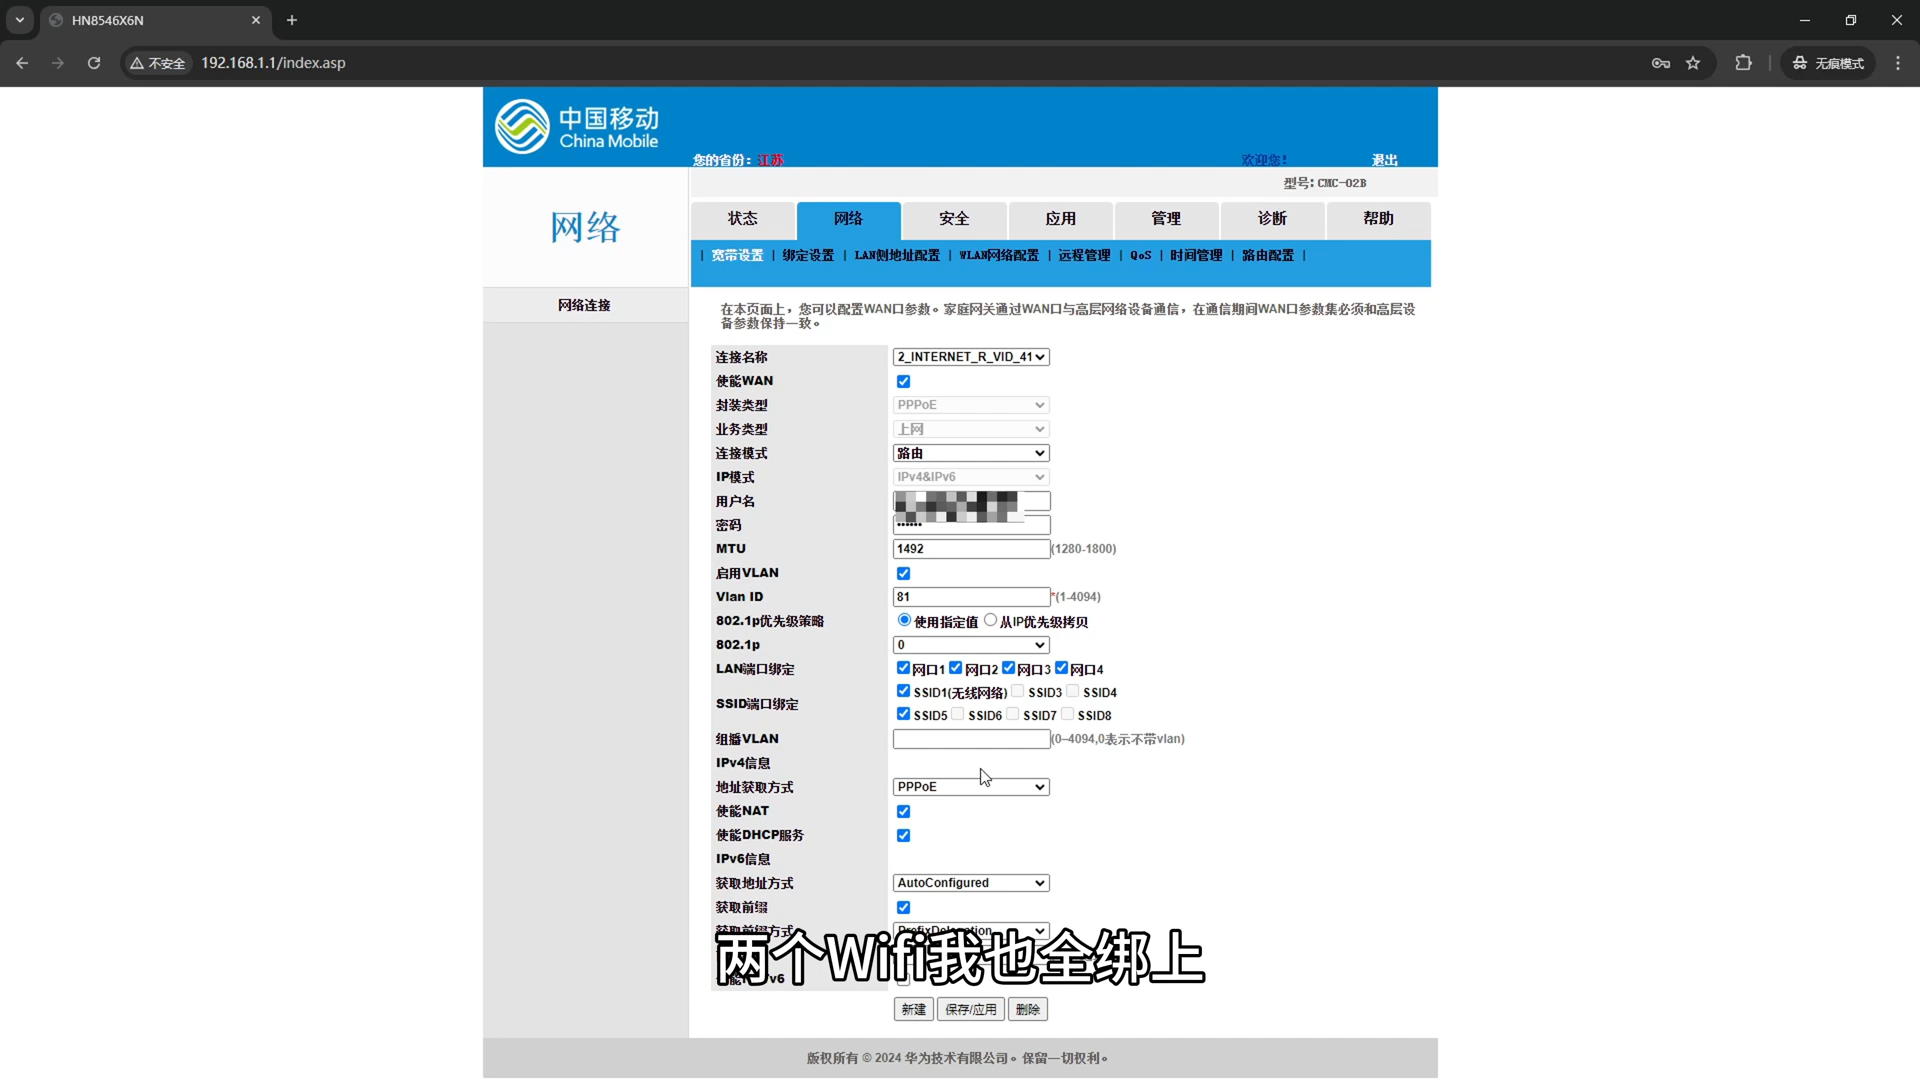 HN8546X6N
不安全
192.168.1.1/index.asp
无痕模式
中国移动
China Mobile
您的省份：江苏
欢迎您！
退出
型号：CMC-02B
网络
状态
网络
安全
应用
管理
诊断
帮助
| 宽带设置 | 绑定设置 | LAN侧地址配置 | WLAN网络配置 | 远程管理 | QoS | 时间管理 | 路由配置 |
网络连接
在本页面上，您可以配置WAN口参数。家庭网关通过WAN口与高层网络设备通信，在通信期间WAN口参数集必须和高层设
备参数保持一致。
连接名称 2_INTERNET_R_VID_41
使能WAN
封装类型 PPPoE
业务类型 上网
连接模式 路由
IP模式 IPv4&IPv6
用户名
密码 ••••••
MTU 1492 (1280-1800)
启用VLAN
Vlan ID 81 *(1-4094)
802.1p优先级策略 使用指定值 从IP优先级拷贝
802.1p 0
LAN端口绑定 网口1 网口2 网口3 网口4
SSID端口绑定 SSID1(无线网络) SSID3 SSID4
SSID5 SSID6 SSID7 SSID8
组播VLAN (0–4094,0表示不带vlan)
IPv4信息
地址获取方式 PPPoE
使能NAT
使能DHCP服务
IPv6信息
获取地址方式 AutoConfigured
获取前缀
获取前缀方式 PrefixDelegation
两个Wifi我也全绑上
新建 保存/应用 删除
版权所有 © 2024 华为技术有限公司。保留一切权利。